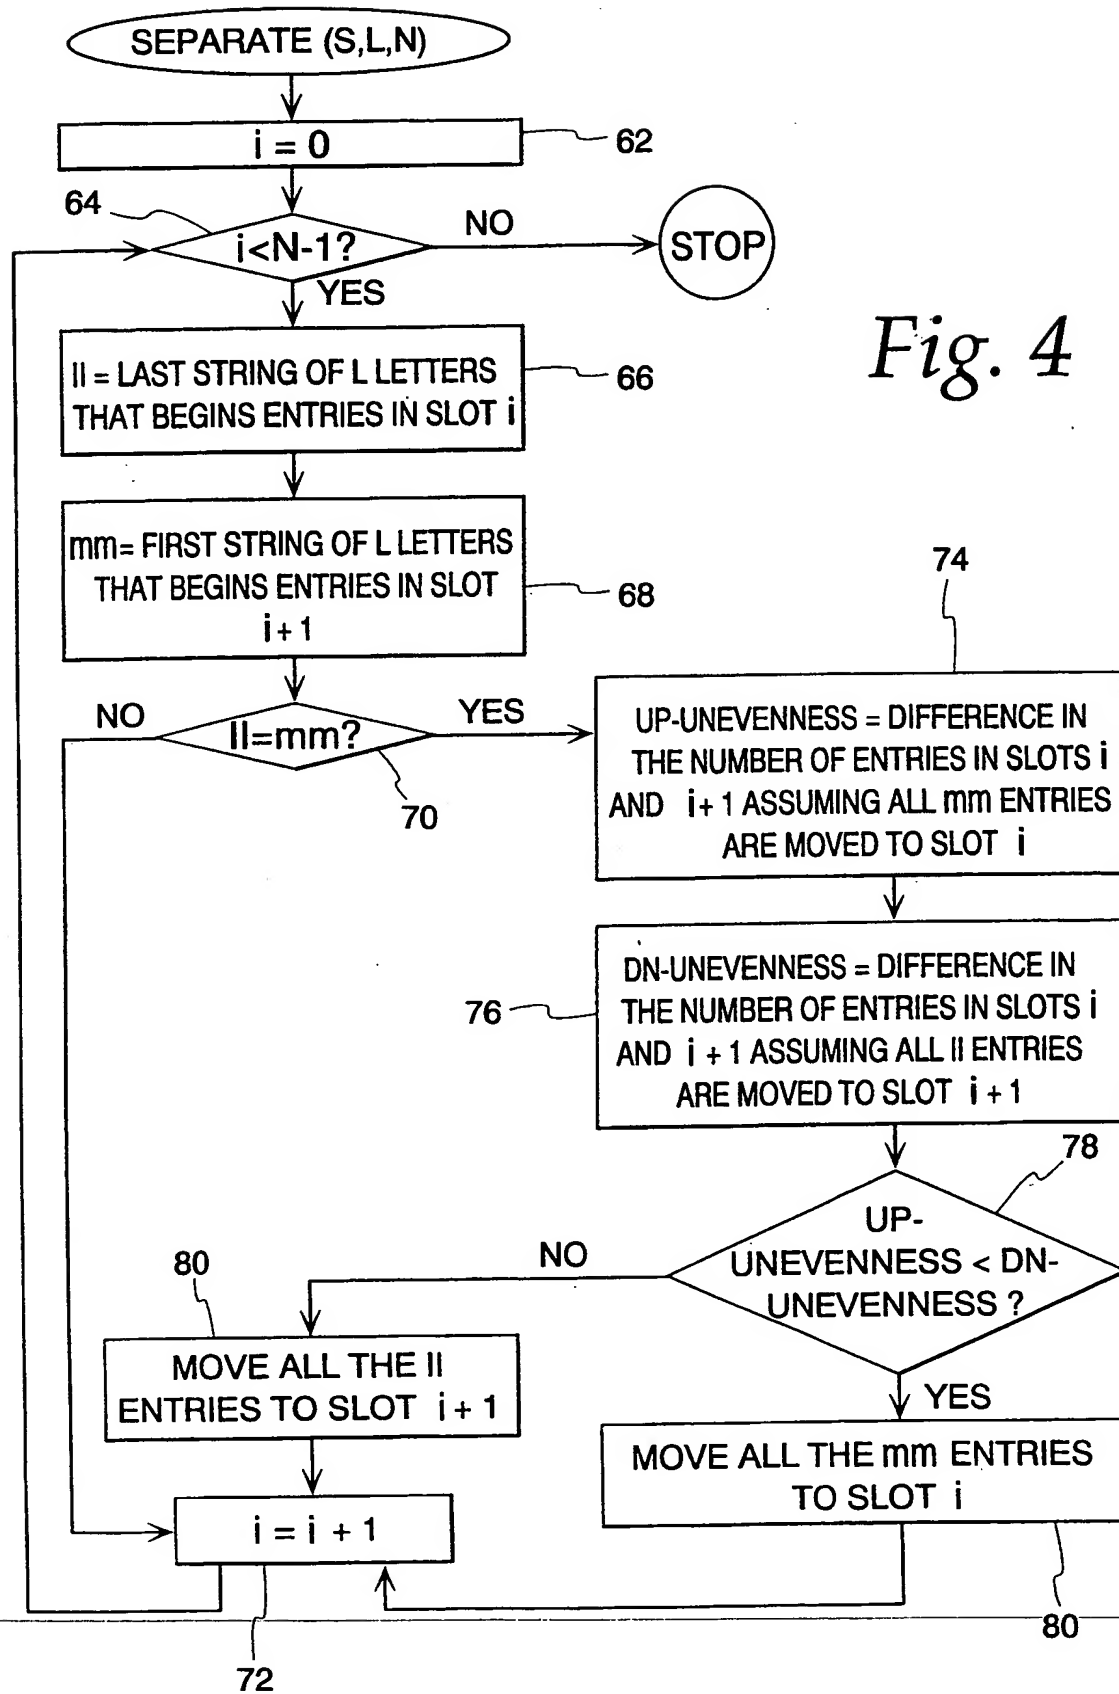 SEPARATE (S,L,N)
i = 0
62
64
i<N-1?
NO
STOP
YES
Fig. 4
ll = LAST STRING OF L LETTERS
THAT BEGINS ENTRIES IN SLOT i
66
mm= FIRST STRING OF L LETTERS
THAT BEGINS ENTRIES IN SLOT
i + 1
68
NO
ll=mm?
YES
70
74
UP-UNEVENNESS = DIFFERENCE IN
THE NUMBER OF ENTRIES IN SLOTS i
AND i + 1 ASSUMING ALL mm ENTRIES
ARE MOVED TO SLOT i
76
DN-UNEVENNESS = DIFFERENCE IN
THE NUMBER OF ENTRIES IN SLOTS i
AND i + 1 ASSUMING ALL ll ENTRIES
ARE MOVED TO SLOT i + 1
78
UP-
UNEVENNESS < DN-
UNEVENNESS ?
NO
YES
80
MOVE ALL THE ll
ENTRIES TO SLOT i + 1
MOVE ALL THE mm ENTRIES
TO SLOT i
80
i = i + 1
72